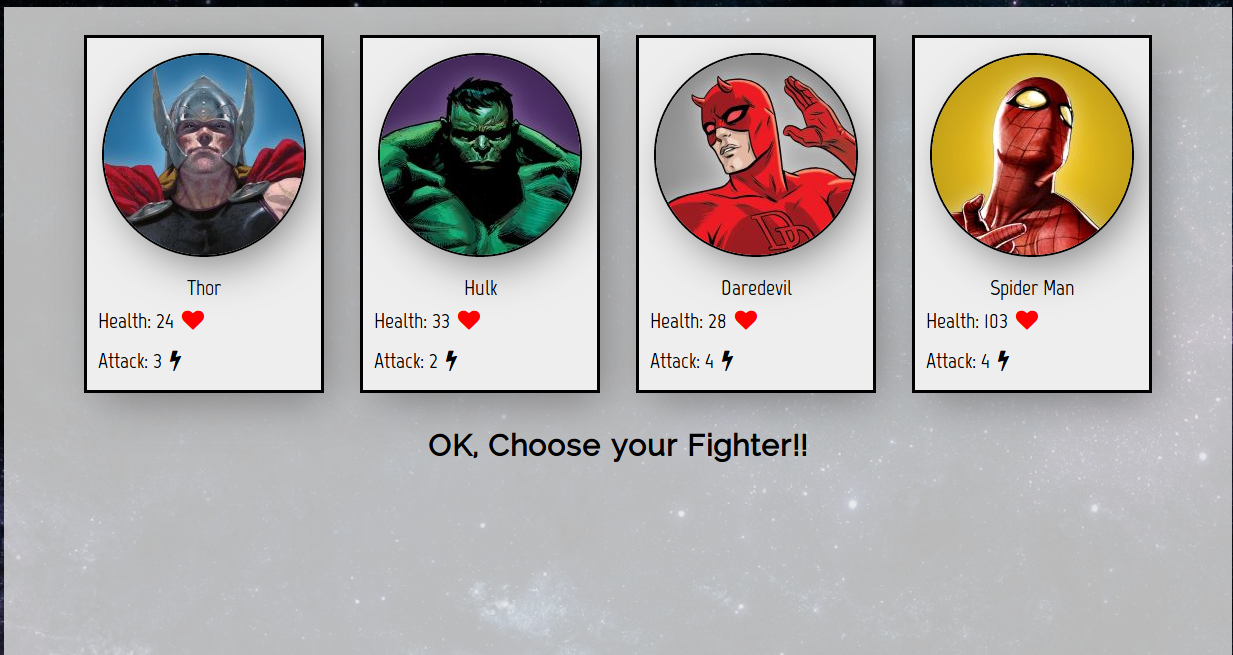 Thor
Health: 24
Attack: 3
Hulk
Health: 33
Attack: 2
DD
Daredevil
Health: 28
Attack: 4
Spider Man
Health: 103
Attack: 4
OK, Choose your Fighter!!